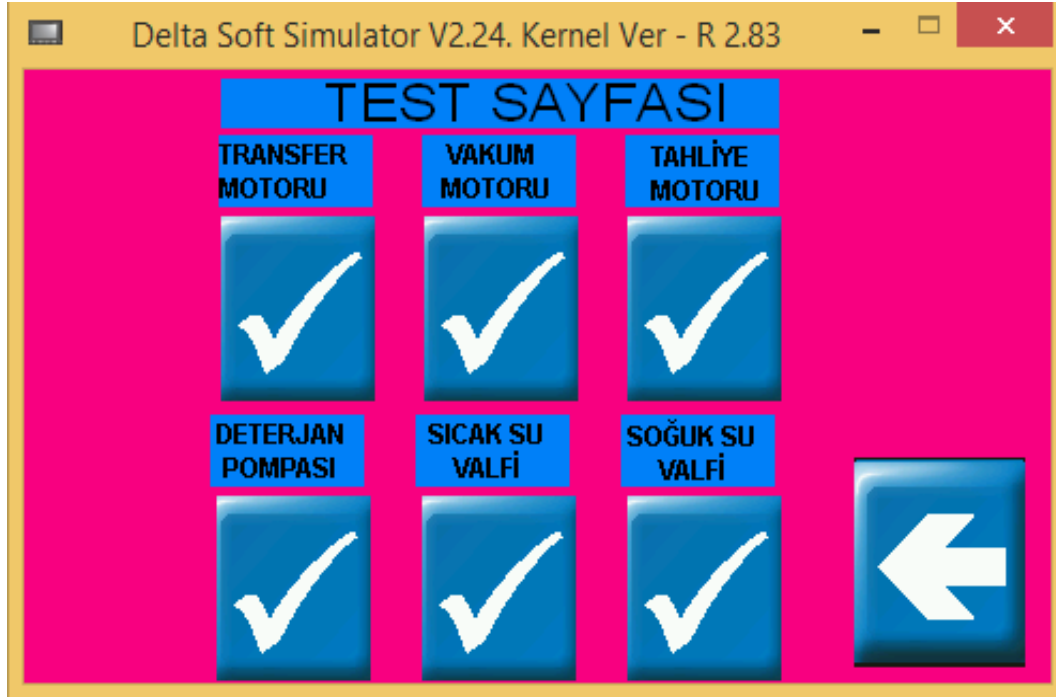 Delta Soft Simulator V2.24. Kernel Ver - R 2.83
TEST SAYFASI
TRANSFER
MOTORU
VAKUM
MOTORU
TAHLİYE
MOTORU
DETERJAN
POMPASI
SICAK SU
VALFİ
SOĞUK SU
VALFİ